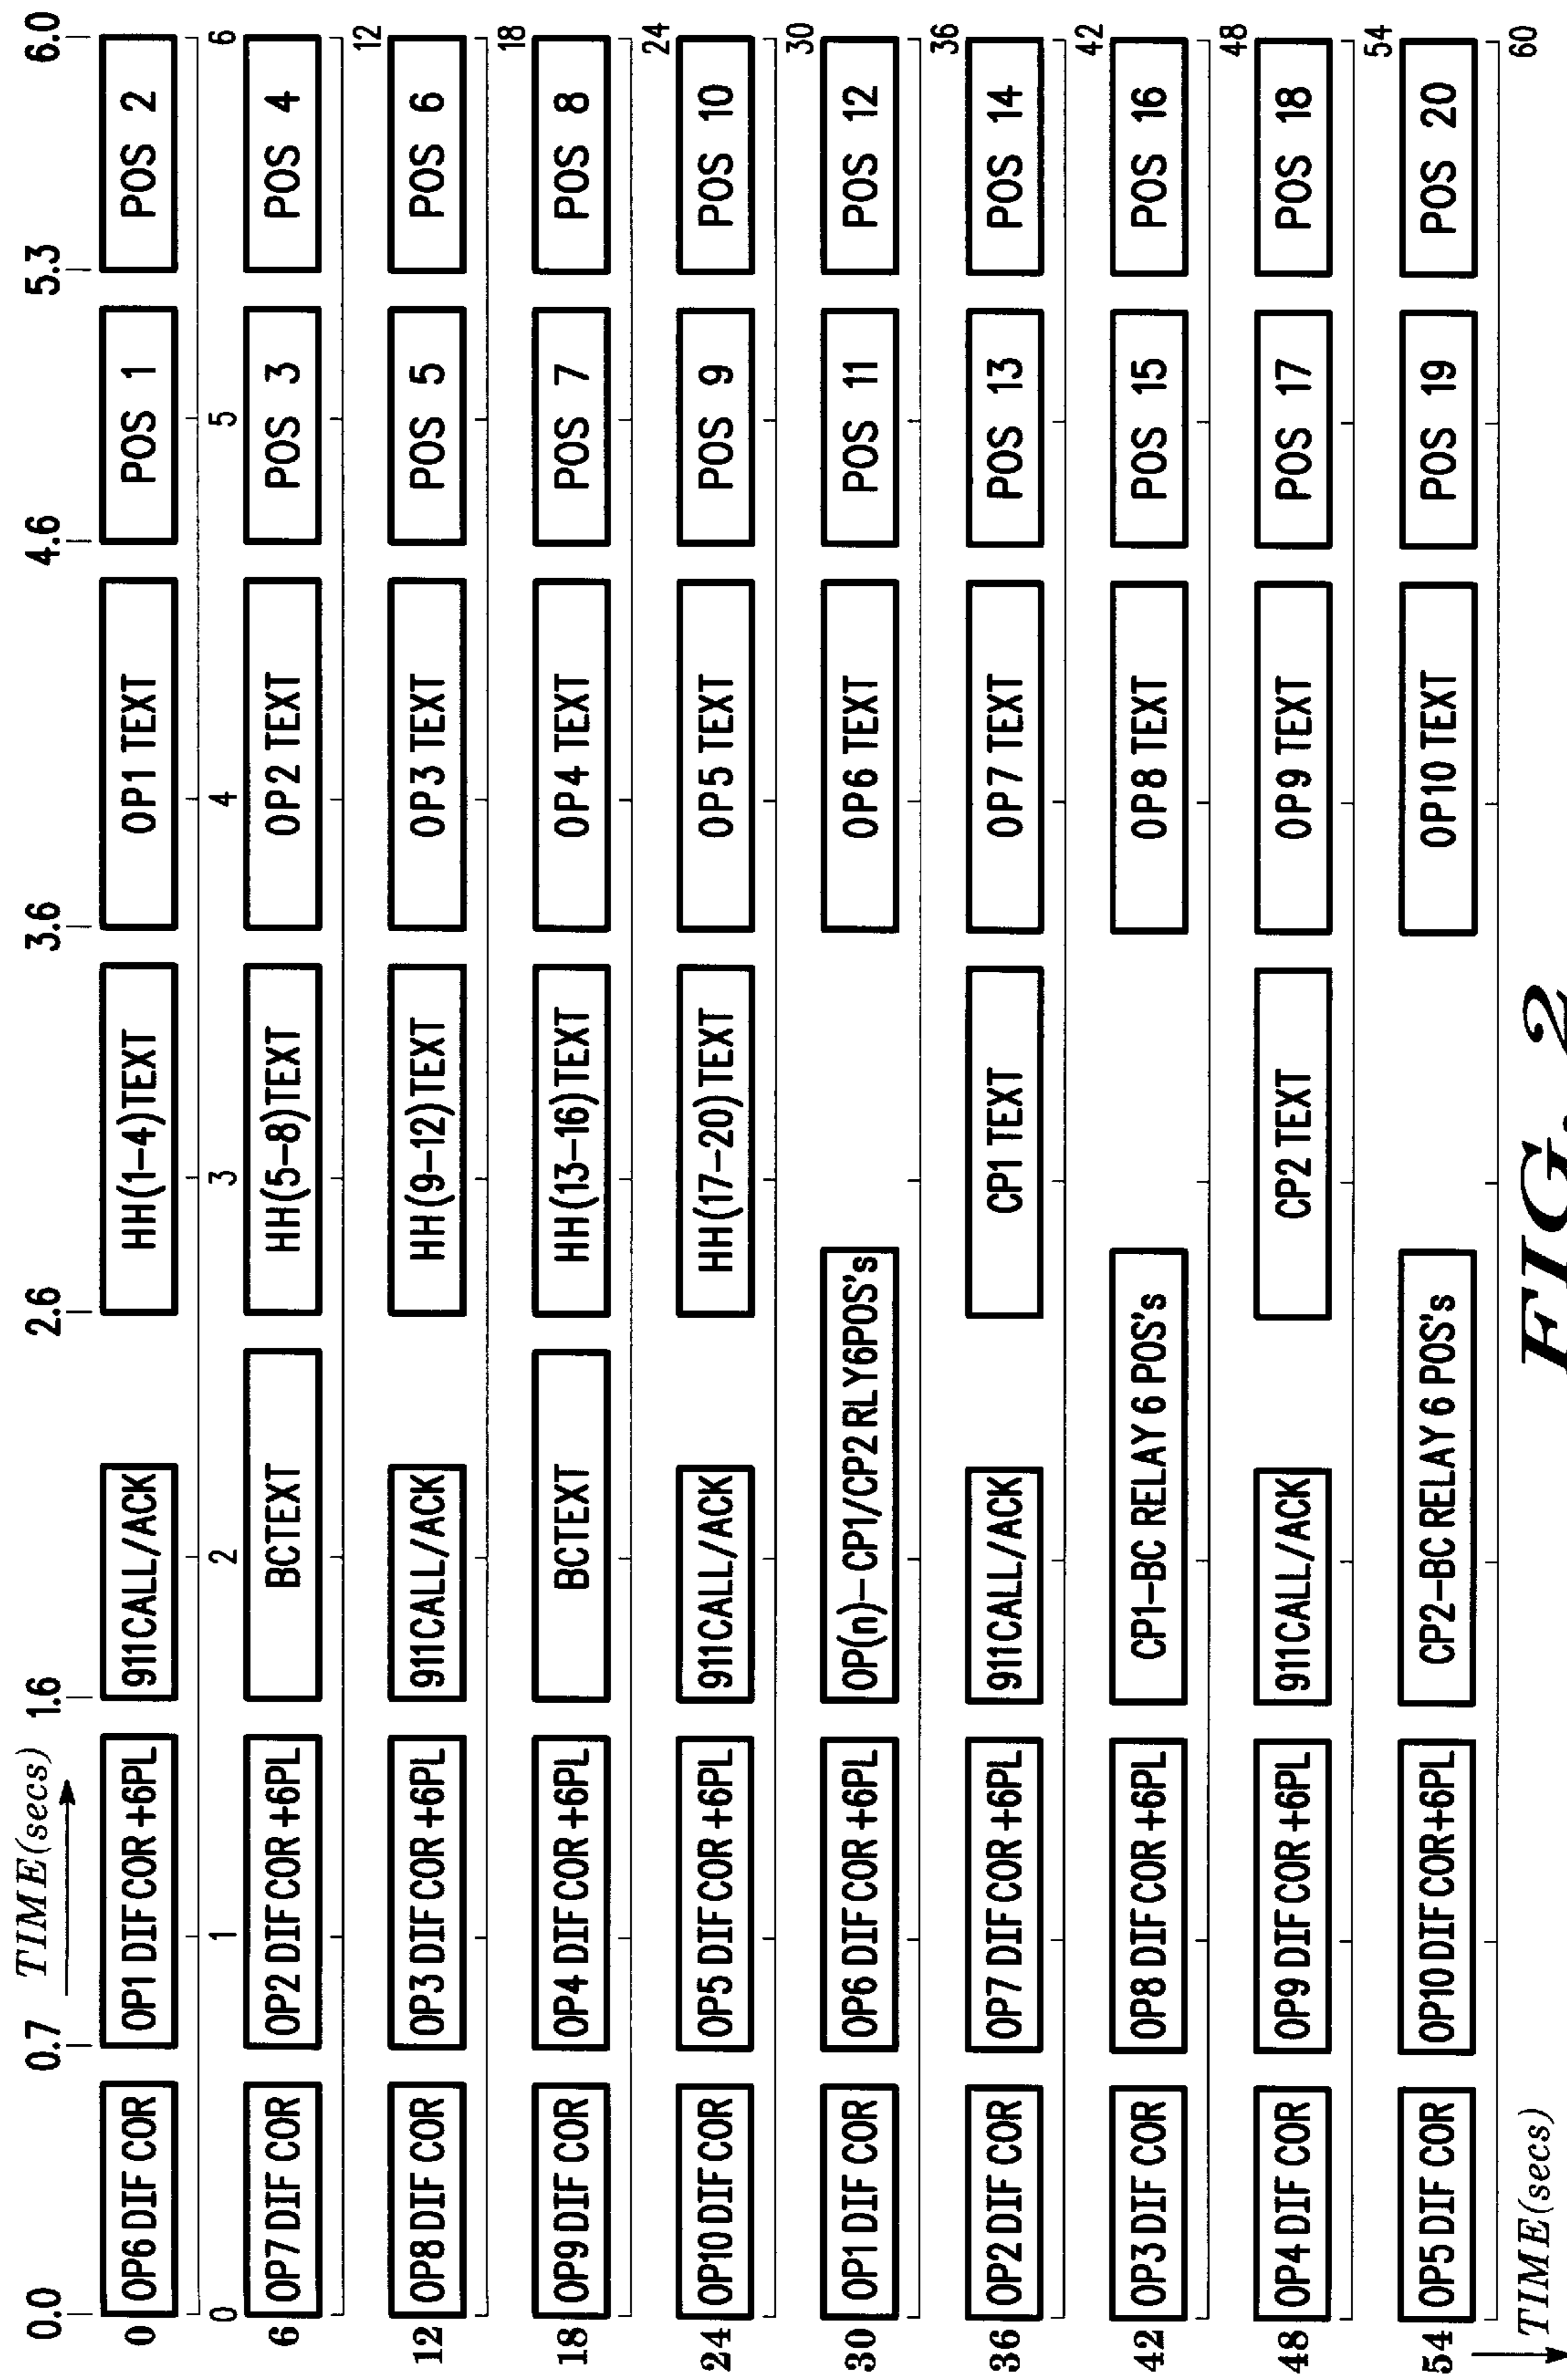 TIME(secs)
0.0 0.7 1.6 2.6 3.6 4.6 5.3 6.0
0 OP6 DIF COR OP1 DIF COR +6PL 911CALL/ACK HH(1–4)TEXT OP1 TEXT POS 1 POS 2
0 1 2 3 4 5 6
6 OP7 DIF COR OP2 DIF COR +6PL BCTEXT HH(5–8)TEXT OP2 TEXT POS 3 POS 4
12
12 OP8 DIF COR OP3 DIF COR +6PL 911CALL/ACK HH(9–12)TEXT OP3 TEXT POS 5 POS 6
18
18 OP9 DIF COR OP4 DIF COR +6PL BCTEXT HH(13–16)TEXT OP4 TEXT POS 7 POS 8
24
24 OP10 DIF COR OP5 DIF COR +6PL 911CALL/ACK HH(17–20)TEXT OP5 TEXT POS 9 POS 10
30
30 OP1 DIF COR OP6 DIF COR +6PL OP(n)–CP1/CP2 RLY6POS's OP6 TEXT POS 11 POS 12
36
36 OP2 DIF COR OP7 DIF COR +6PL 911CALL/ACK CP1 TEXT OP7 TEXT POS 13 POS 14
42
42 OP3 DIF COR OP8 DIF COR +6PL CP1–BC RELAY 6 POS's OP8 TEXT POS 15 POS 16
48
48 OP4 DIF COR OP9 DIF COR +6PL 911CALL/ACK CP2 TEXT OP9 TEXT POS 17 POS 18
54
54 OP5 DIF COR OP10 DIF COR+6PL CP2–BC RELAY 6 POS's OP10 TEXT POS 19 POS 20
60
TIME(secs)
FIG. 2